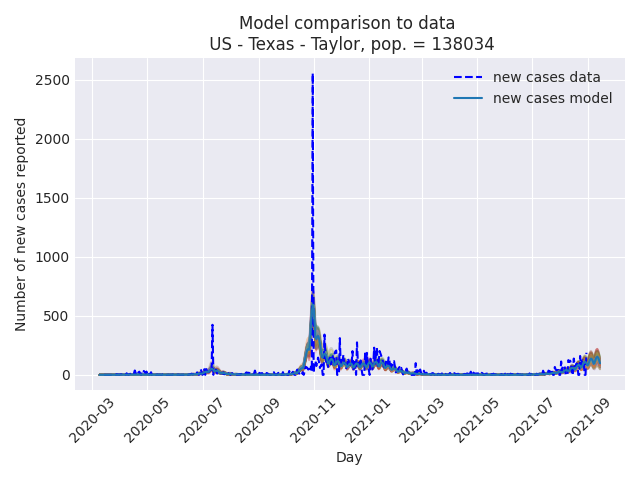 Model comparison to data
US - Texas - Taylor, pop. = 138034
new cases data
new cases model
Number of new cases reported
2500
2000
1500
1000
500
0
2020-03
2020-05
2020-07
2020-09
2020-11
2021-01
2021-03
2021-05
2021-07
2021-09
Day